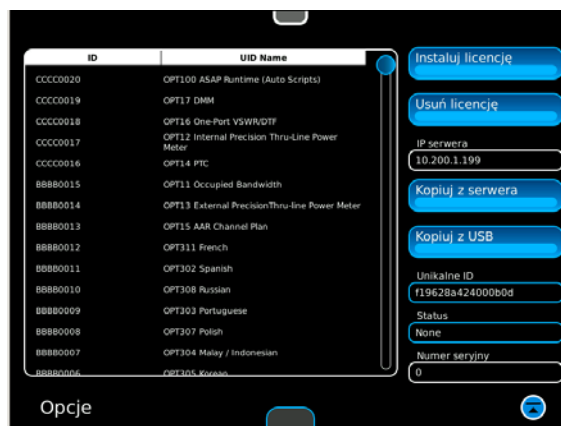 ID UID Name
CCCC0020 OPT100 ASAP Runtime (Auto Scripts)
CCCC0019 OPT17 DMM
CCCC0018 OPT16 One-Port VSWR/DTF
CCCC0017 OPT12 Internal Precision Thru-Line Power
Meter
CCCC0016 OPT14 PTC
BBBB0015 OPT11 Occupied Bandwidth
BBBB0014 OPT13 External PrecisionThru-line Power Meter
BBBB0013 OPT15 AAR Channel Plan
BBBB0012 OPT311 French
BBBB0011 OPT302 Spanish
BBBB0010 OPT308 Russian
BBBB0009 OPT303 Portuguese
BBBB0008 OPT307 Polish
BBBB0007 OPT304 Malay / Indonesian
BBBB0006 OPT305 Korean
Instaluj licencję
Usuń licencję
IP serwera
10.200.1.199
Kopiuj z serwera
Kopiuj z USB
Unikalne ID
f19628a424000b0d
Status
None
Numer seryjny
0
Opcje